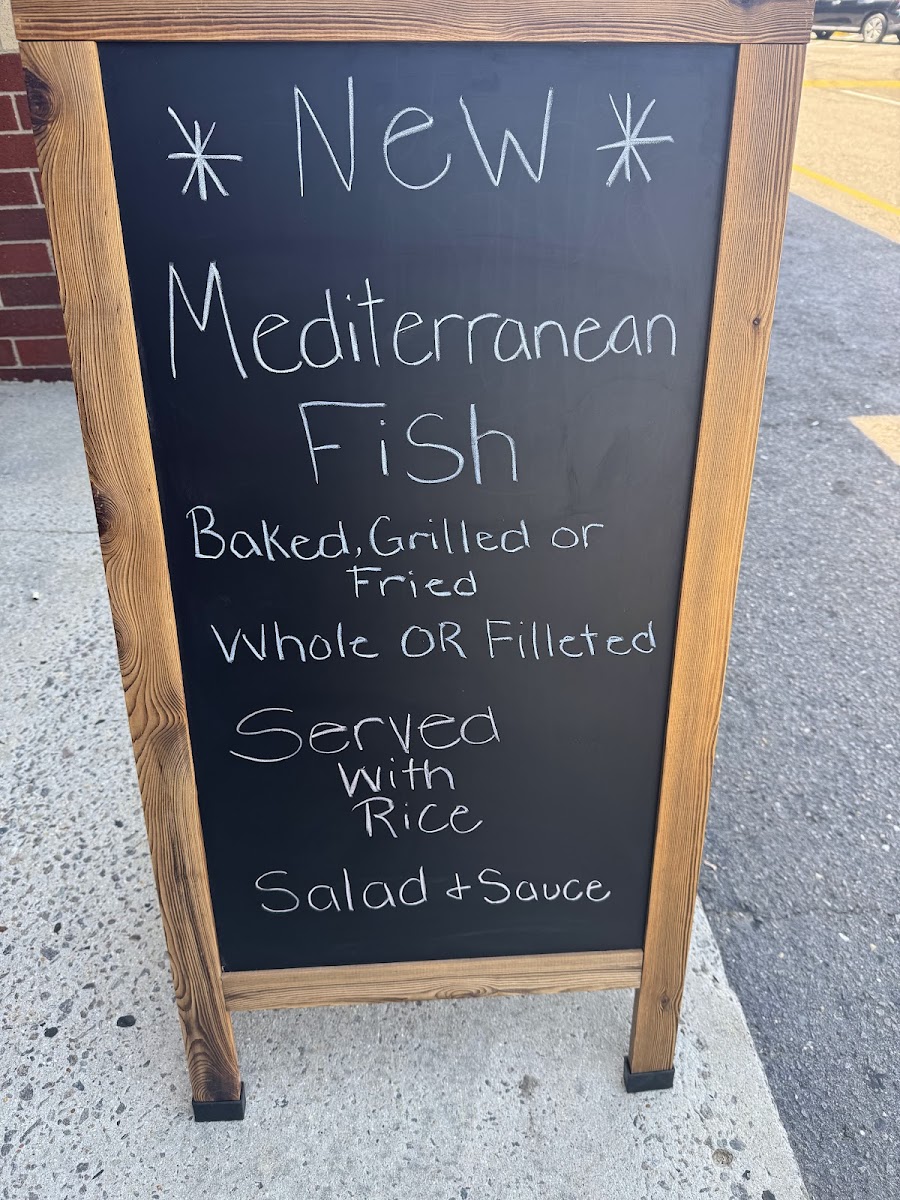 * New *
Mediterranean
Fish
Baked, Grilled or
Fried
Whole OR Filleted
Served
with
Rice
Salad + Sauce